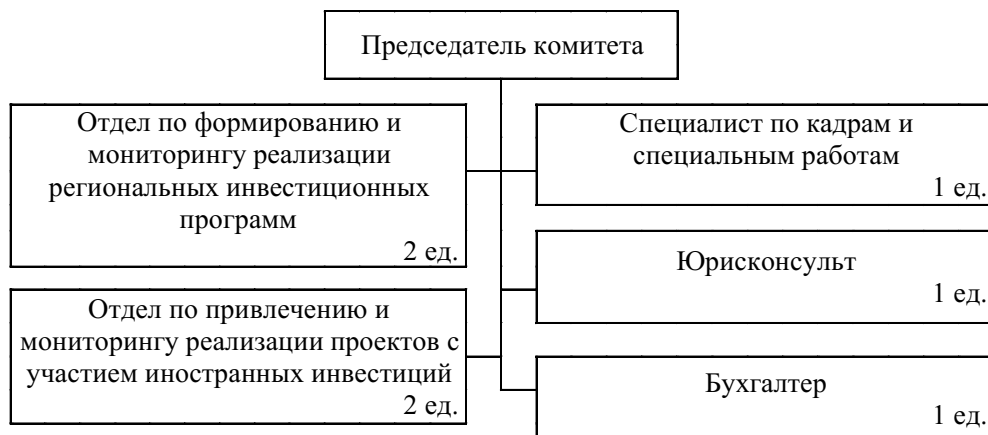 Председатель комитета
Отдел по формированию и
мониторингу реализации
региональных инвестиционных
программ
2 ед.
Специалист по кадрам и
специальным работам
1 ед.
Юрисконсульт
1 ед.
Отдел по привлечению и
мониторингу реализации проектов с
участием иностранных инвестиций
2 ед.
Бухгалтер
1 ед.